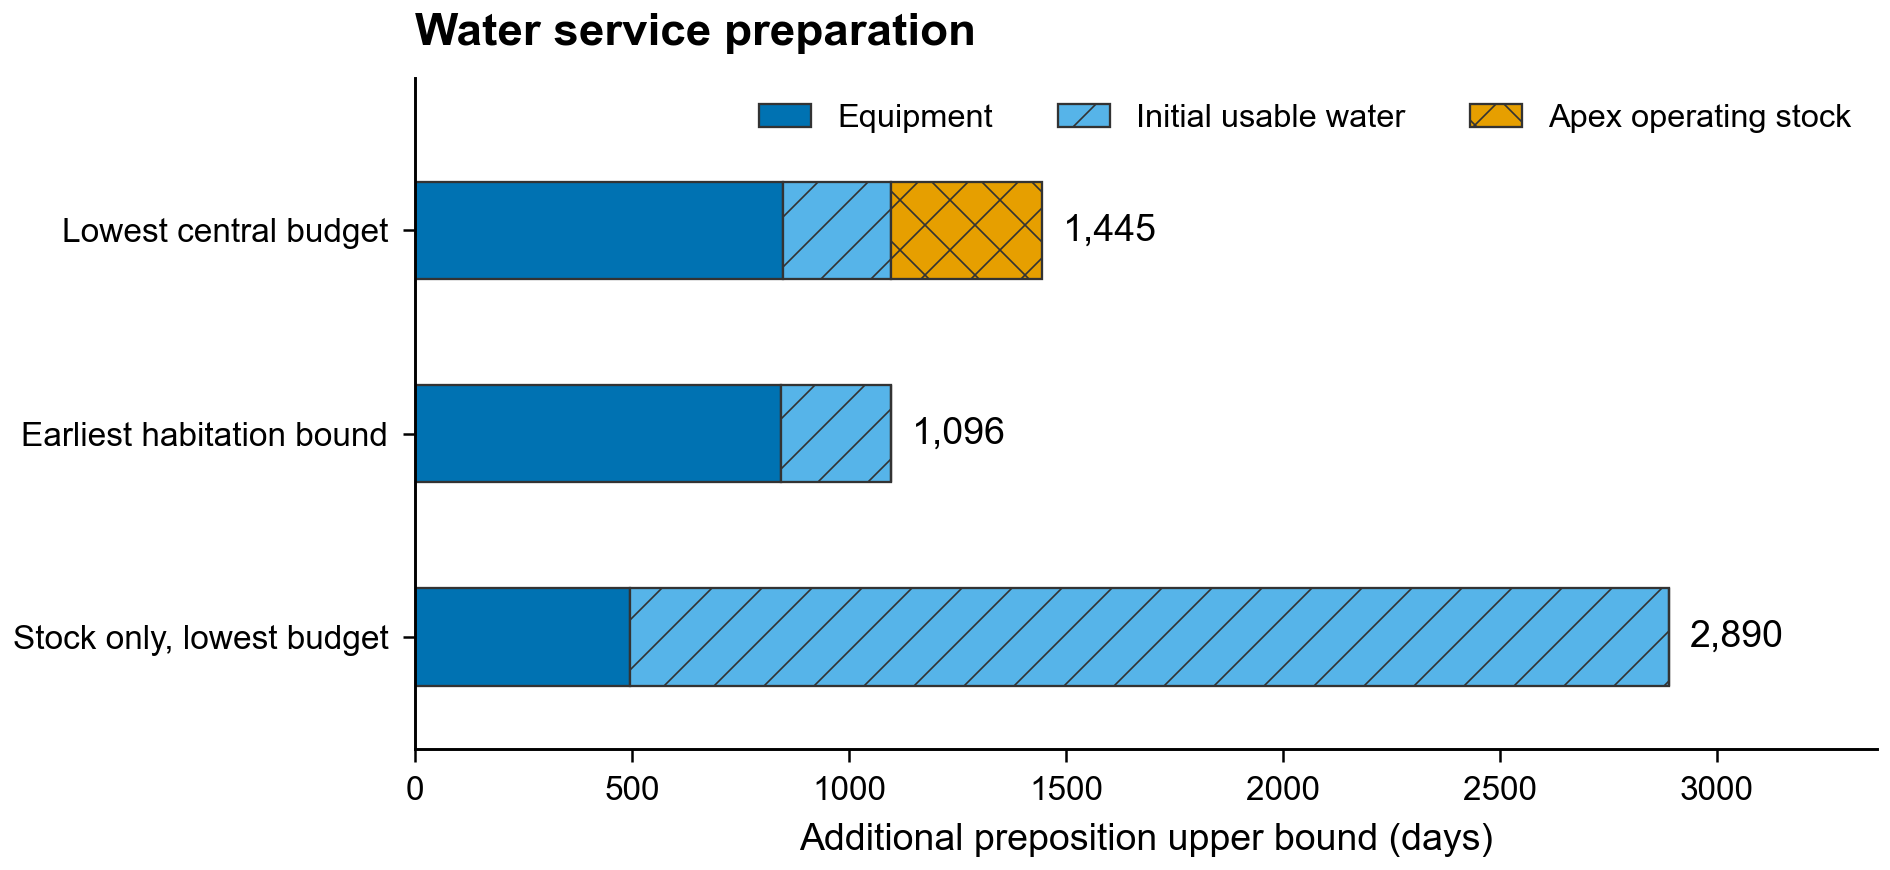 Water service preparation
Equipment
Initial usable water
Apex operating stock
Lowest central budget
1,445
Earliest habitation bound
1,096
Stock only, lowest budget
2,890
0 500 1000 1500 2000 2500 3000
Additional preposition upper bound (days)